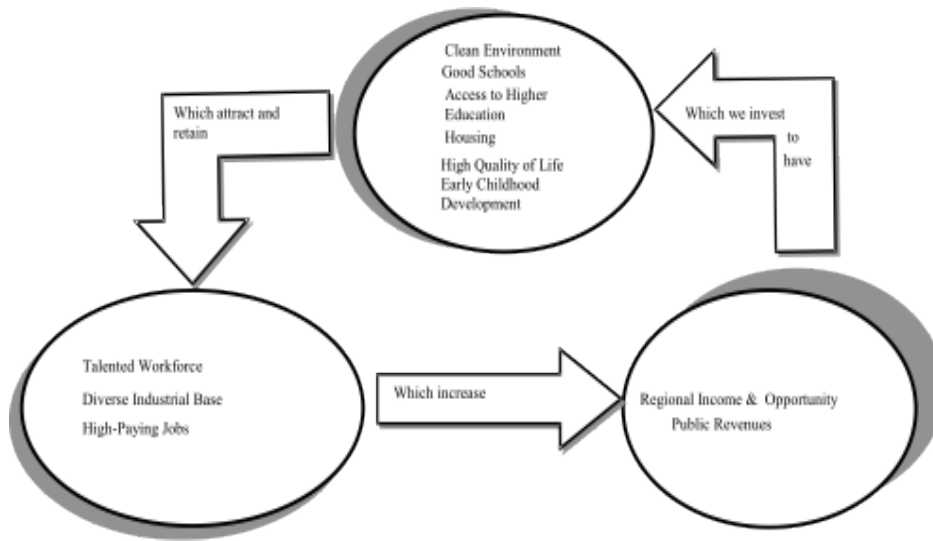 Clean Environment
Good Schools
Access to Higher
Education
Housing
High Quality of Life
Early Childhood
Development
Which attract and
retain
Talented Workforce
Diverse Industrial Base
High-Paying Jobs
Which increase
Regional Income & Opportunity
Public Revenues
Which we invest
to
have